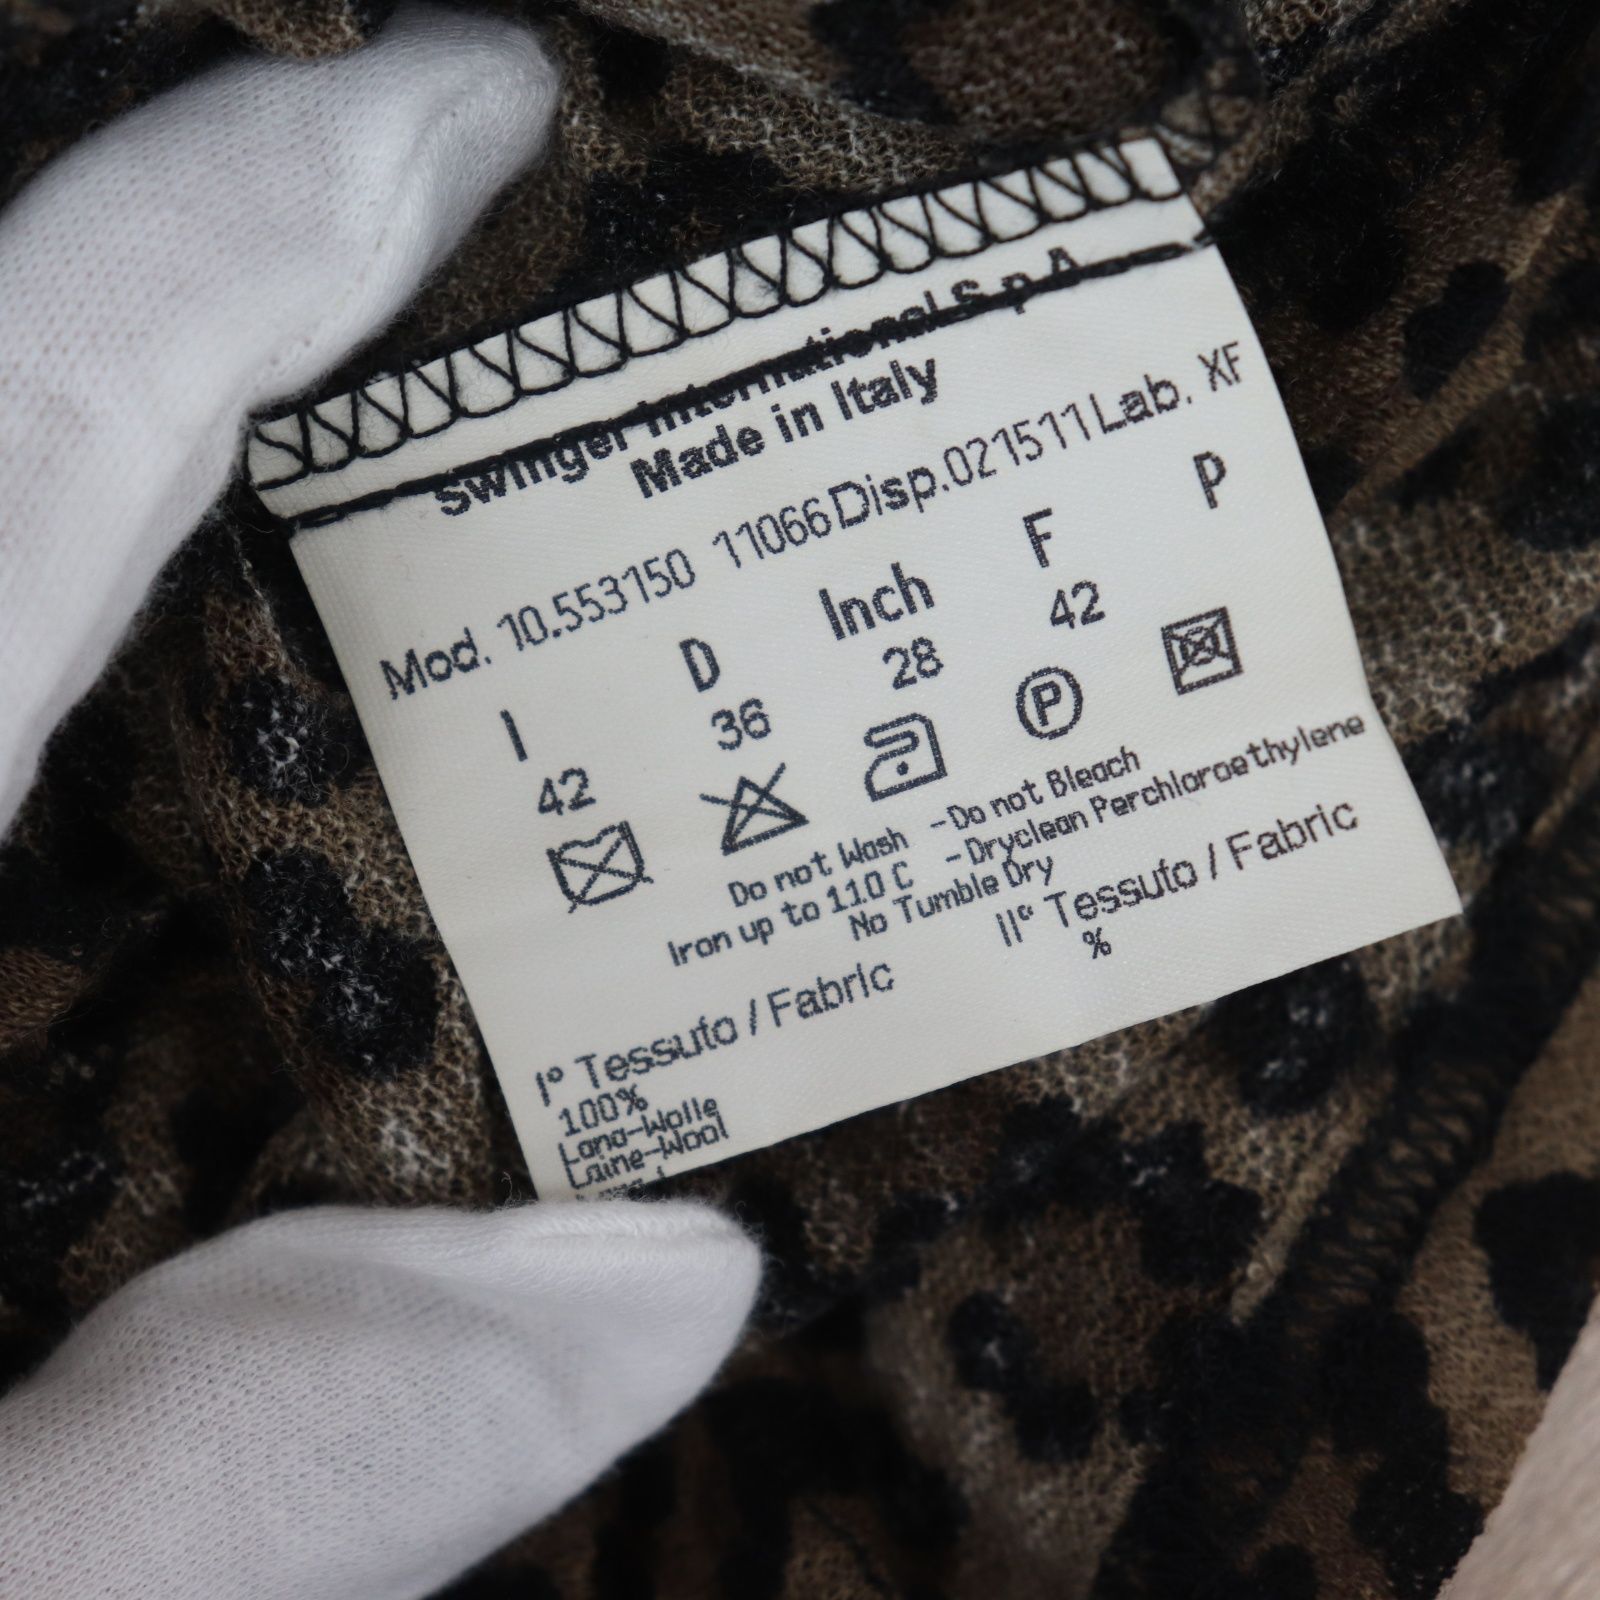 Swinger International S.p.A.
Made in Italy
Mod. 10.553150 11066 Disp.021511 Lab. XF
I D Inch F P
42 36 28 42
P
Do not Wash -Do not Bleach
Iron up to 110 C -Dryclean Perchloroethylene
No Tumble Dry
I° Tessuto / Fabric II° Tessuto / Fabric
100% %
Lana-Wolle
Laine-Wool